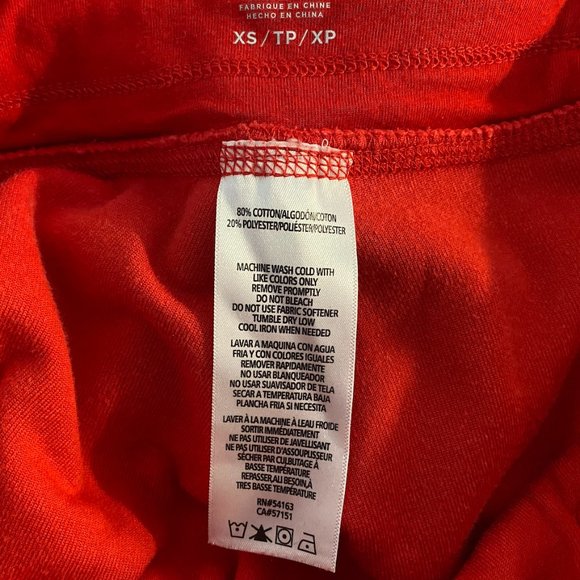 FABRIQUÉ EN CHINE
HECHO EN CHINA
XS/TP/XP
80% COTTON/ALGODÓN/COTON
20% POLYESTER/POLIÉSTER/POLYESTER
MACHINE WASH COLD WITH
LIKE COLORS ONLY
REMOVE PROMPTLY
DO NOT BLEACH
DO NOT USE FABRIC SOFTENER
TUMBLE DRY LOW
COOL IRON WHEN NEEDED
LAVAR A MAQUINA CON AGUA
FRIA Y CON COLORES IGUALES
REMOVER RAPIDAMENTE
NO USAR BLANQUEADOR
NO USAR SUAVISADOR DE TELA
SECAR A TEMPERATURA BAJA
PLANCHA FRIA SI NECESITA
LAVER À LA MACHINE À LEAU FROIDE
SORTIR IMMÉDIATEMENT
NE PAS UTILISER DE JAVELLISANT
NE PAS UTILISER D'ASSOUPLISSEUR
SÉCHER PAR CULBUTAGE À
BASSE TEMPÉRATURE
REPASSER,AU BESOIN,À
TRES BASSE TEMPÉRATURE
RN#54163
CA#57151